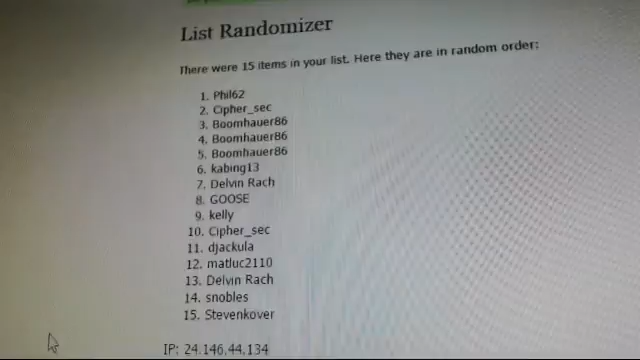 List Randomizer
There were 15 items in your list. Here they are in random order:
1. Phil62
2. Cipher_sec
3. Boomhauer86
4. Boomhauer86
5. Boomhauer86
6. kabing13
7. Delvin Rach
8. GOOSE
9. kelly
10. Cipher_sec
11. djackula
12. matluc2110
13. Delvin Rach
14. snobles
15. Stevenkover
IP: 24.146.44.134